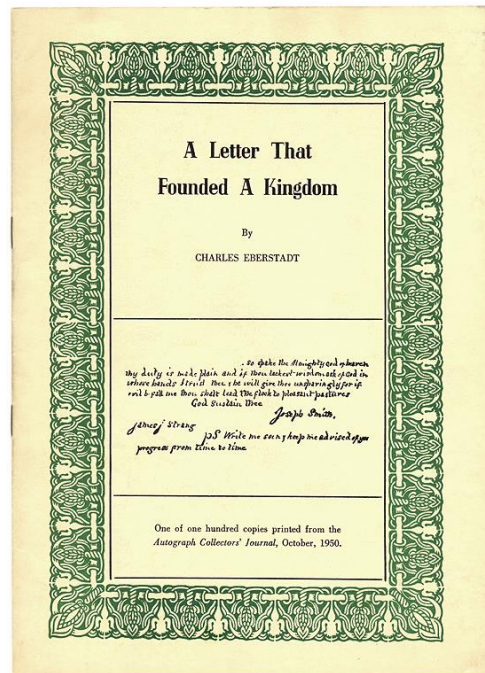 A Letter That
Founded A Kingdom
By
CHARLES EBERSTADT
. so spake the Almighty God of heaven
thy duty is made plain and if thou lackest wisdom ask of God in
whose hands I trust thee & he will give thee unsparingly for if
evil befall me thou shalt lead the flock to pleasant pastures
God sustain thee
Joseph Smith.
James J Strang
PS Write me soon & keep me advised of your
progress from time to time
One of one hundred copies printed from the
Autograph Collectors' Journal, October, 1950.